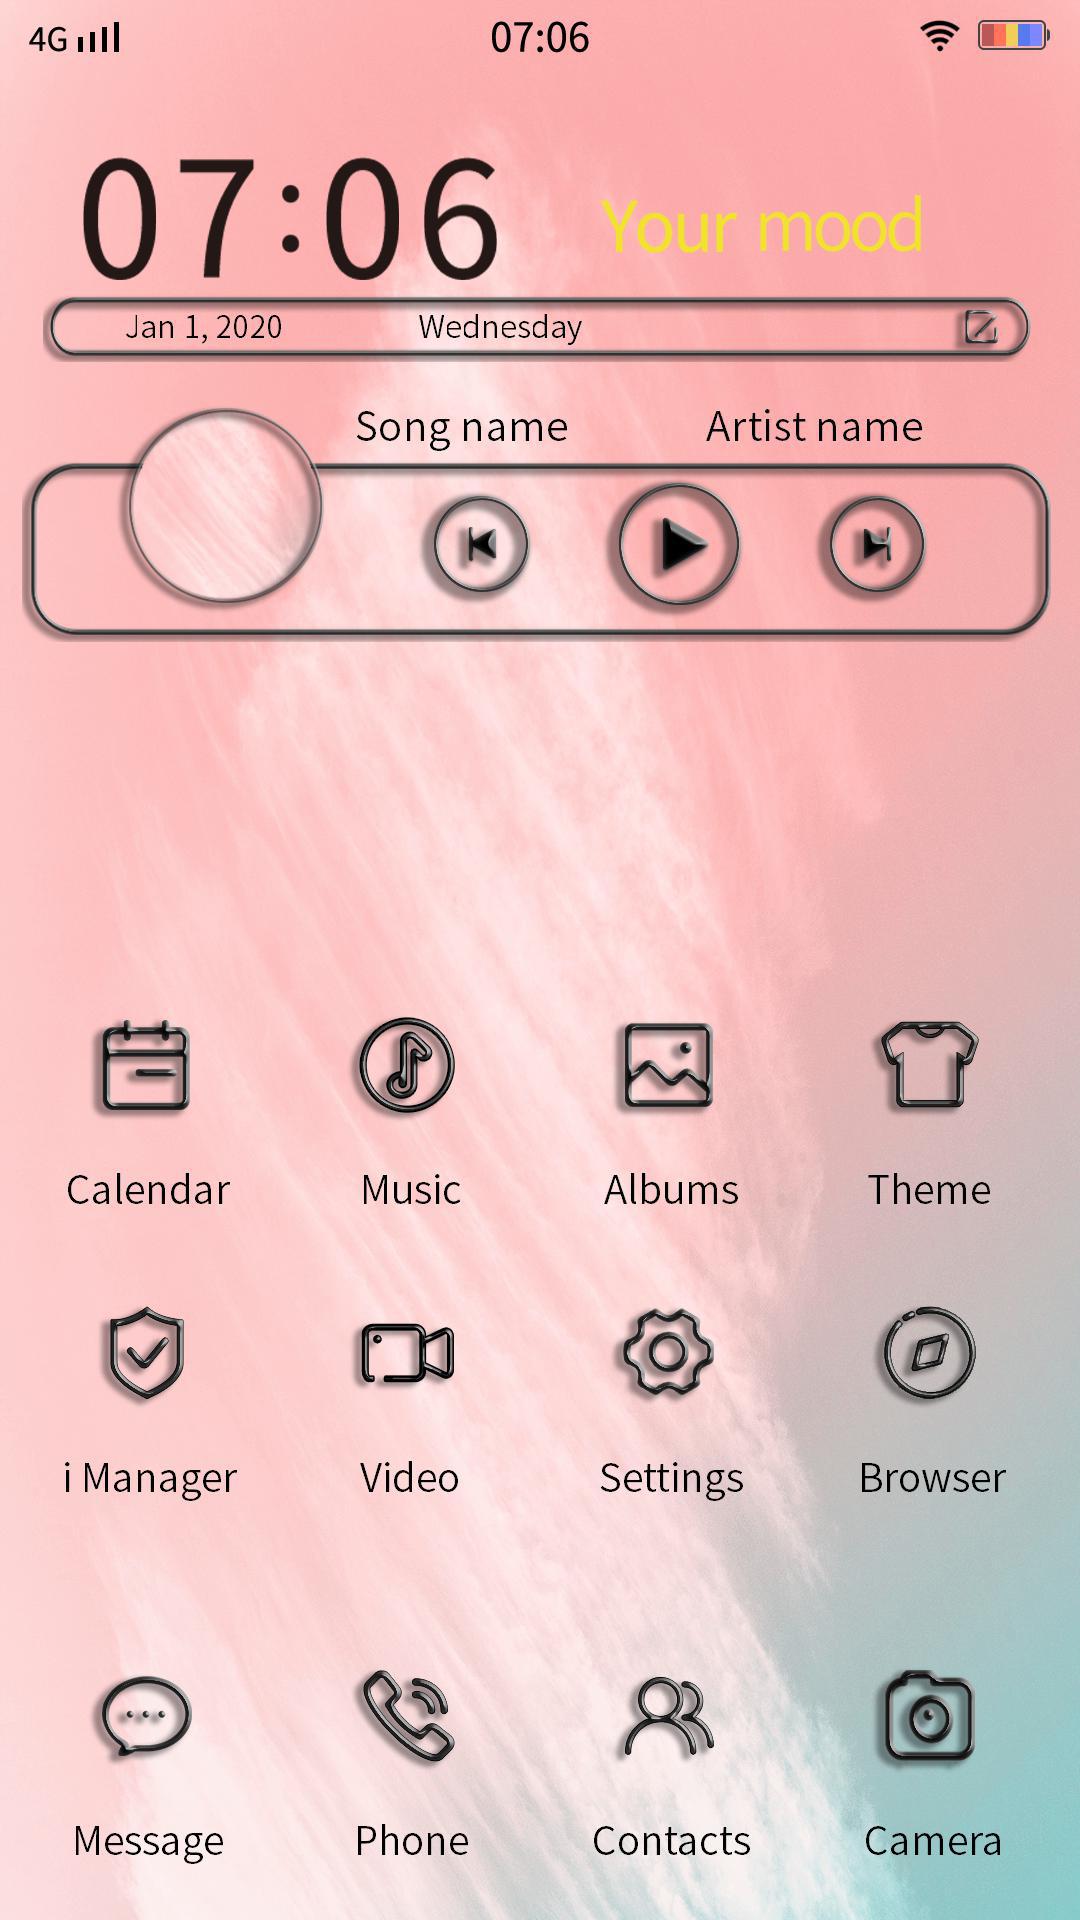 4G 07:06
07:06 Your mood
Jan 1, 2020 Wednesday
Song name Artist name
Calendar Music Albums Theme
i Manager Video Settings Browser
Message Phone Contacts Camera